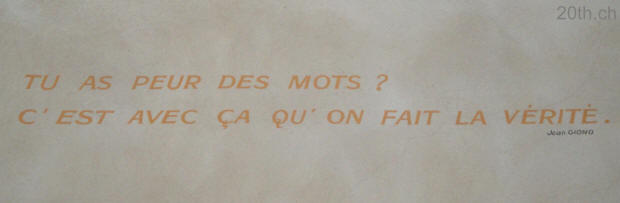 20th.ch
TU AS PEUR DES MOTS ?
C'EST AVEC ÇA QU'ON FAIT LA VÉRITÉ.
Jean GIONO